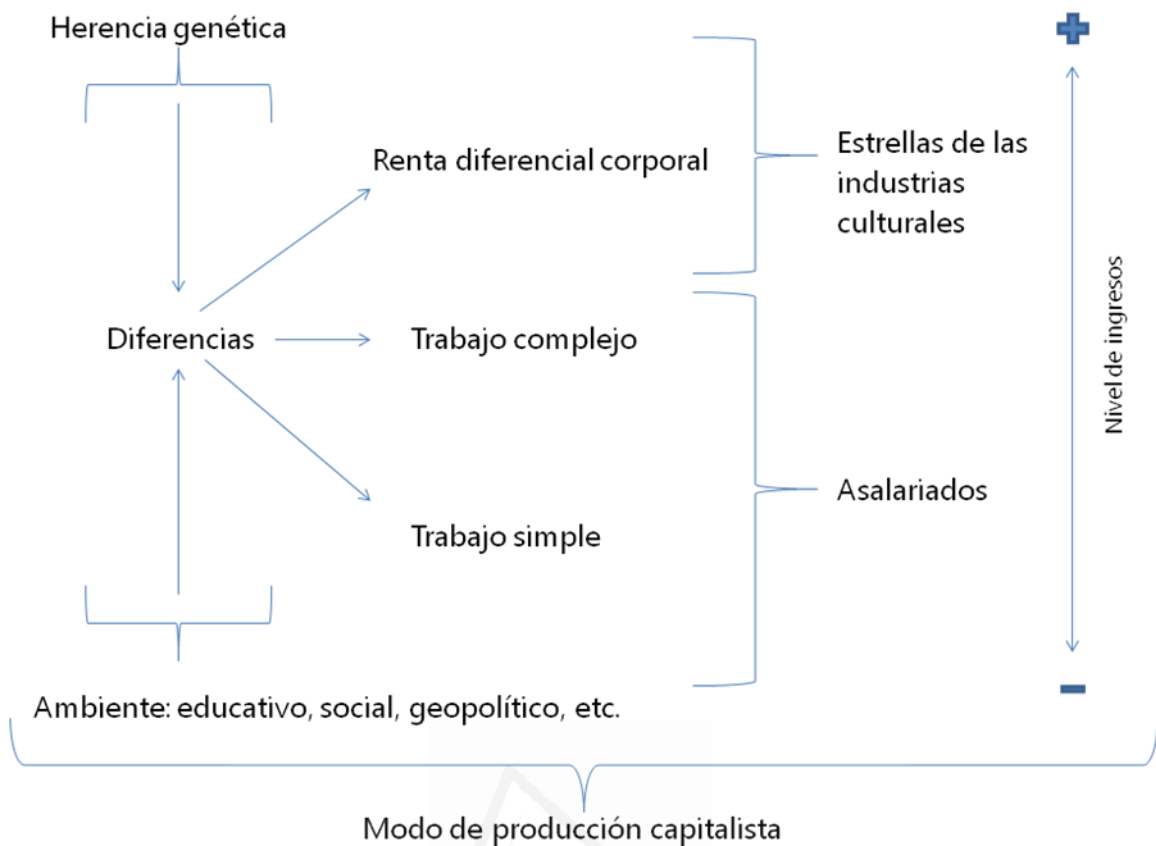 Herencia genética
Renta diferencial corporal
Estrellas de las
industrias
culturales
Diferencias
Trabajo complejo
Nivel de ingresos
Asalariados
Trabajo simple
Ambiente: educativo, social, geopolítico, etc.
Modo de producción capitalista